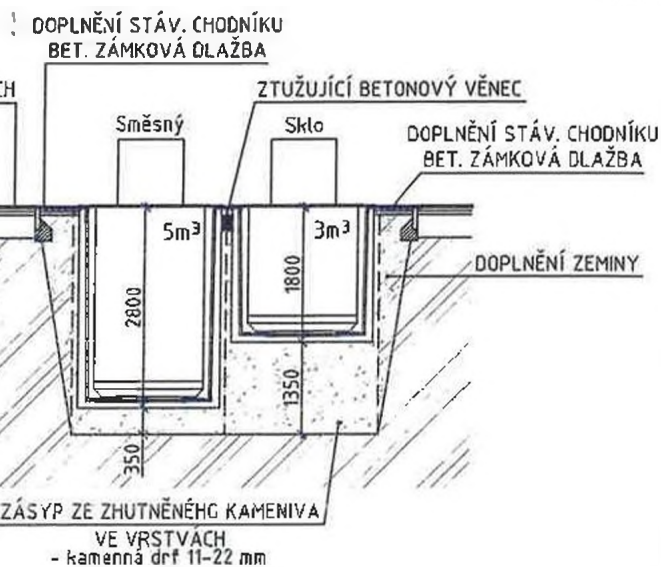 DOPLNĚNÍ STÁV. CHODNÍKU
BET. ZÁMKOVÁ DLAŽBA
CH
ZTUŽUJÍCÍ BETONOVÝ VĚNEC
Směsný
Sklo
DOPLNĚNÍ STÁV. CHODNÍKU
BET. ZÁMKOVÁ DLAŽBA
5m³
3m³
DOPLNĚNÍ ZEMINY
2800
1800
1350
350
ZÁSYP ZE ZHUTNĚNÉHO KAMENIVA
VE VRSTVÁCH
- kamenná drť 11-22 mm